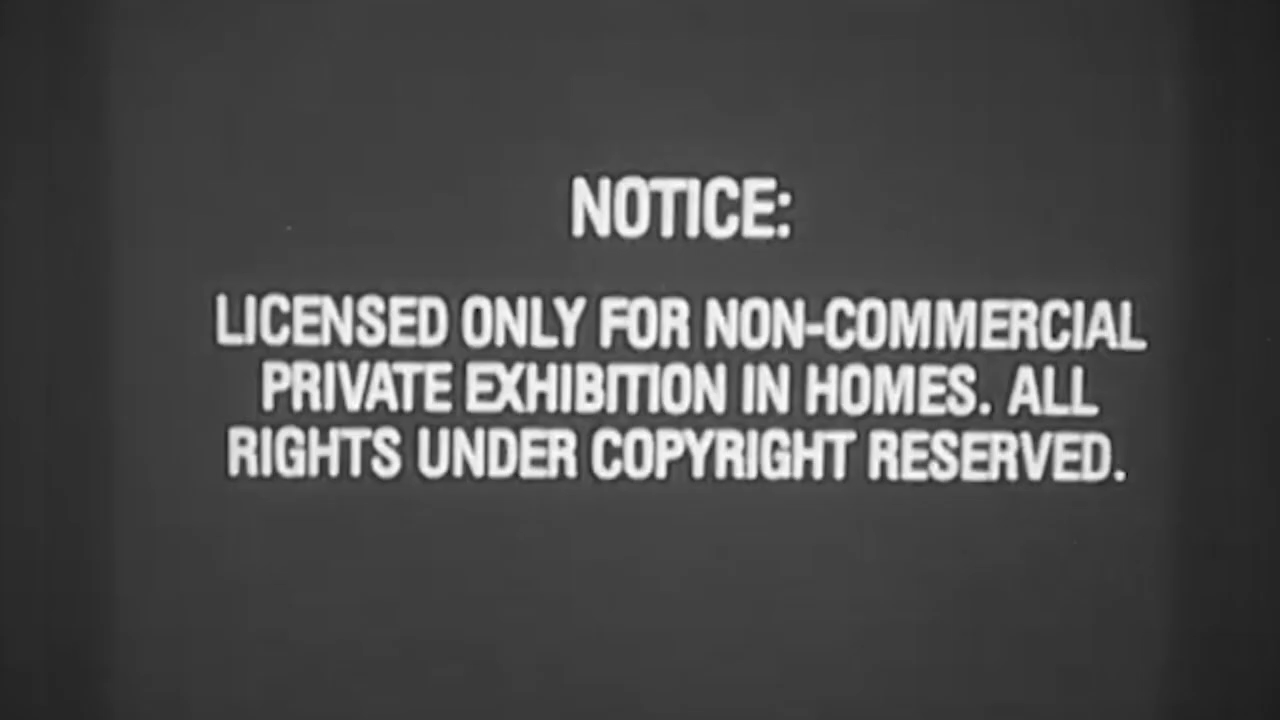 NOTICE:
LICENSED ONLY FOR NON-COMMERCIAL
PRIVATE EXHIBITION IN HOMES. ALL
RIGHTS UNDER COPYRIGHT RESERVED.